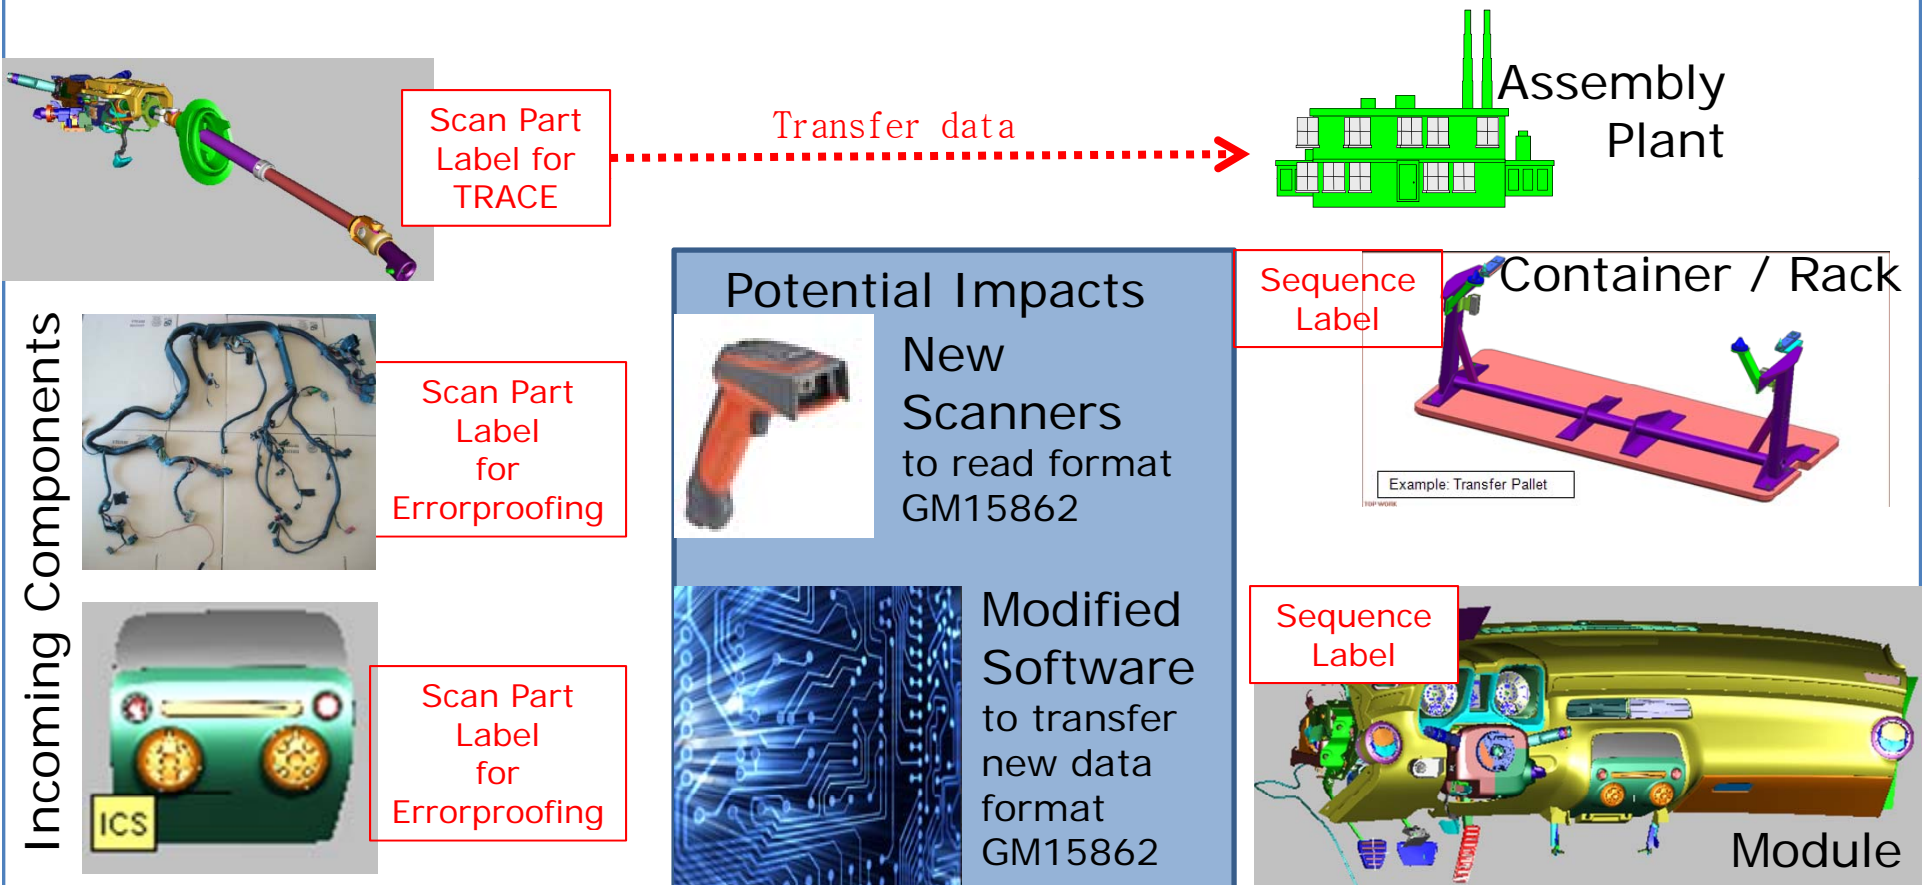 Scan Part
Label for
TRACE
Transfer data
Assembly
Plant
Incoming Components
Scan Part
Label
for
Errorproofing
Scan Part
Label
for
Errorproofing
ICS
Potential Impacts
New
Scanners
to read format
GM15862
Modified
Software
to transfer
new data
format
GM15862
Sequence
Label
Container / Rack
Example: Transfer Pallet
TOP WORK
Sequence
Label
Module